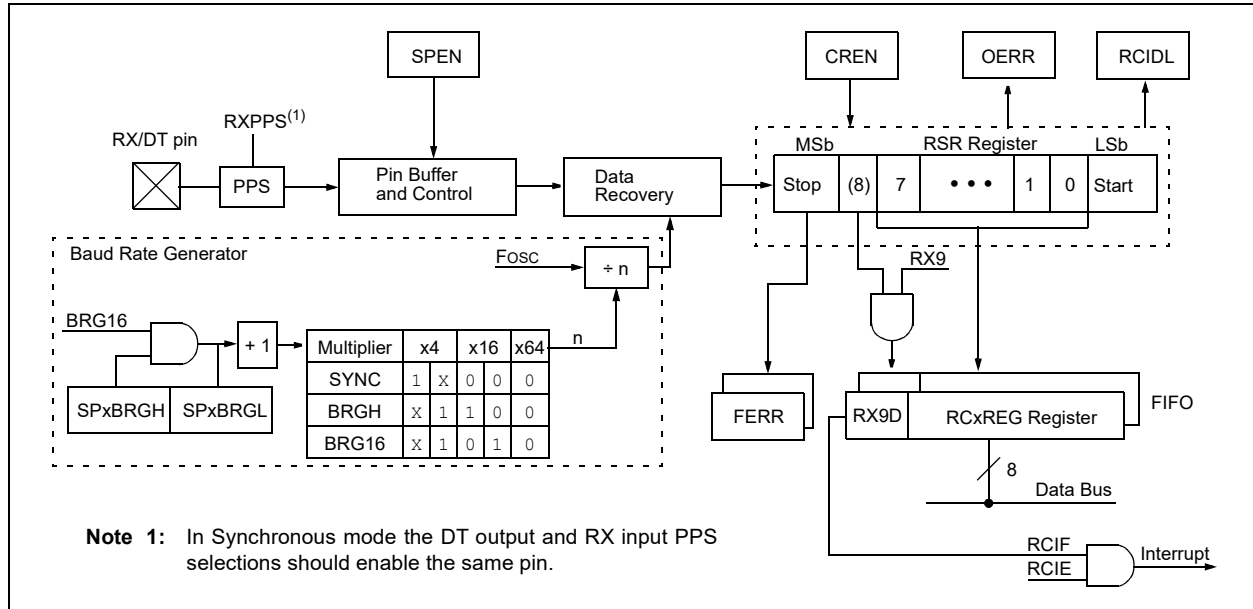 SPEN
CREN
OERR
RCIDL
RXPPS(1)
RX/DT pin
PPS
Pin Buffer
and Control
Data
Recovery
MSb
RSR Register
LSb
Stop
(8)
7
• • •
1
0
Start
Baud Rate Generator
FOSC
÷ n
RX9
BRG16
+ 1
n
Multiplier x4 x16 x64
SYNC 1 X 0 0 0
BRGH X 1 1 0 0
BRG16 X 1 0 1 0
SPxBRGH
SPxBRGL
FERR
RX9D
RCxREG Register
FIFO
8
Data Bus
Note 1: In Synchronous mode the DT output and RX input PPS
selections should enable the same pin.
RCIF
RCIE
Interrupt